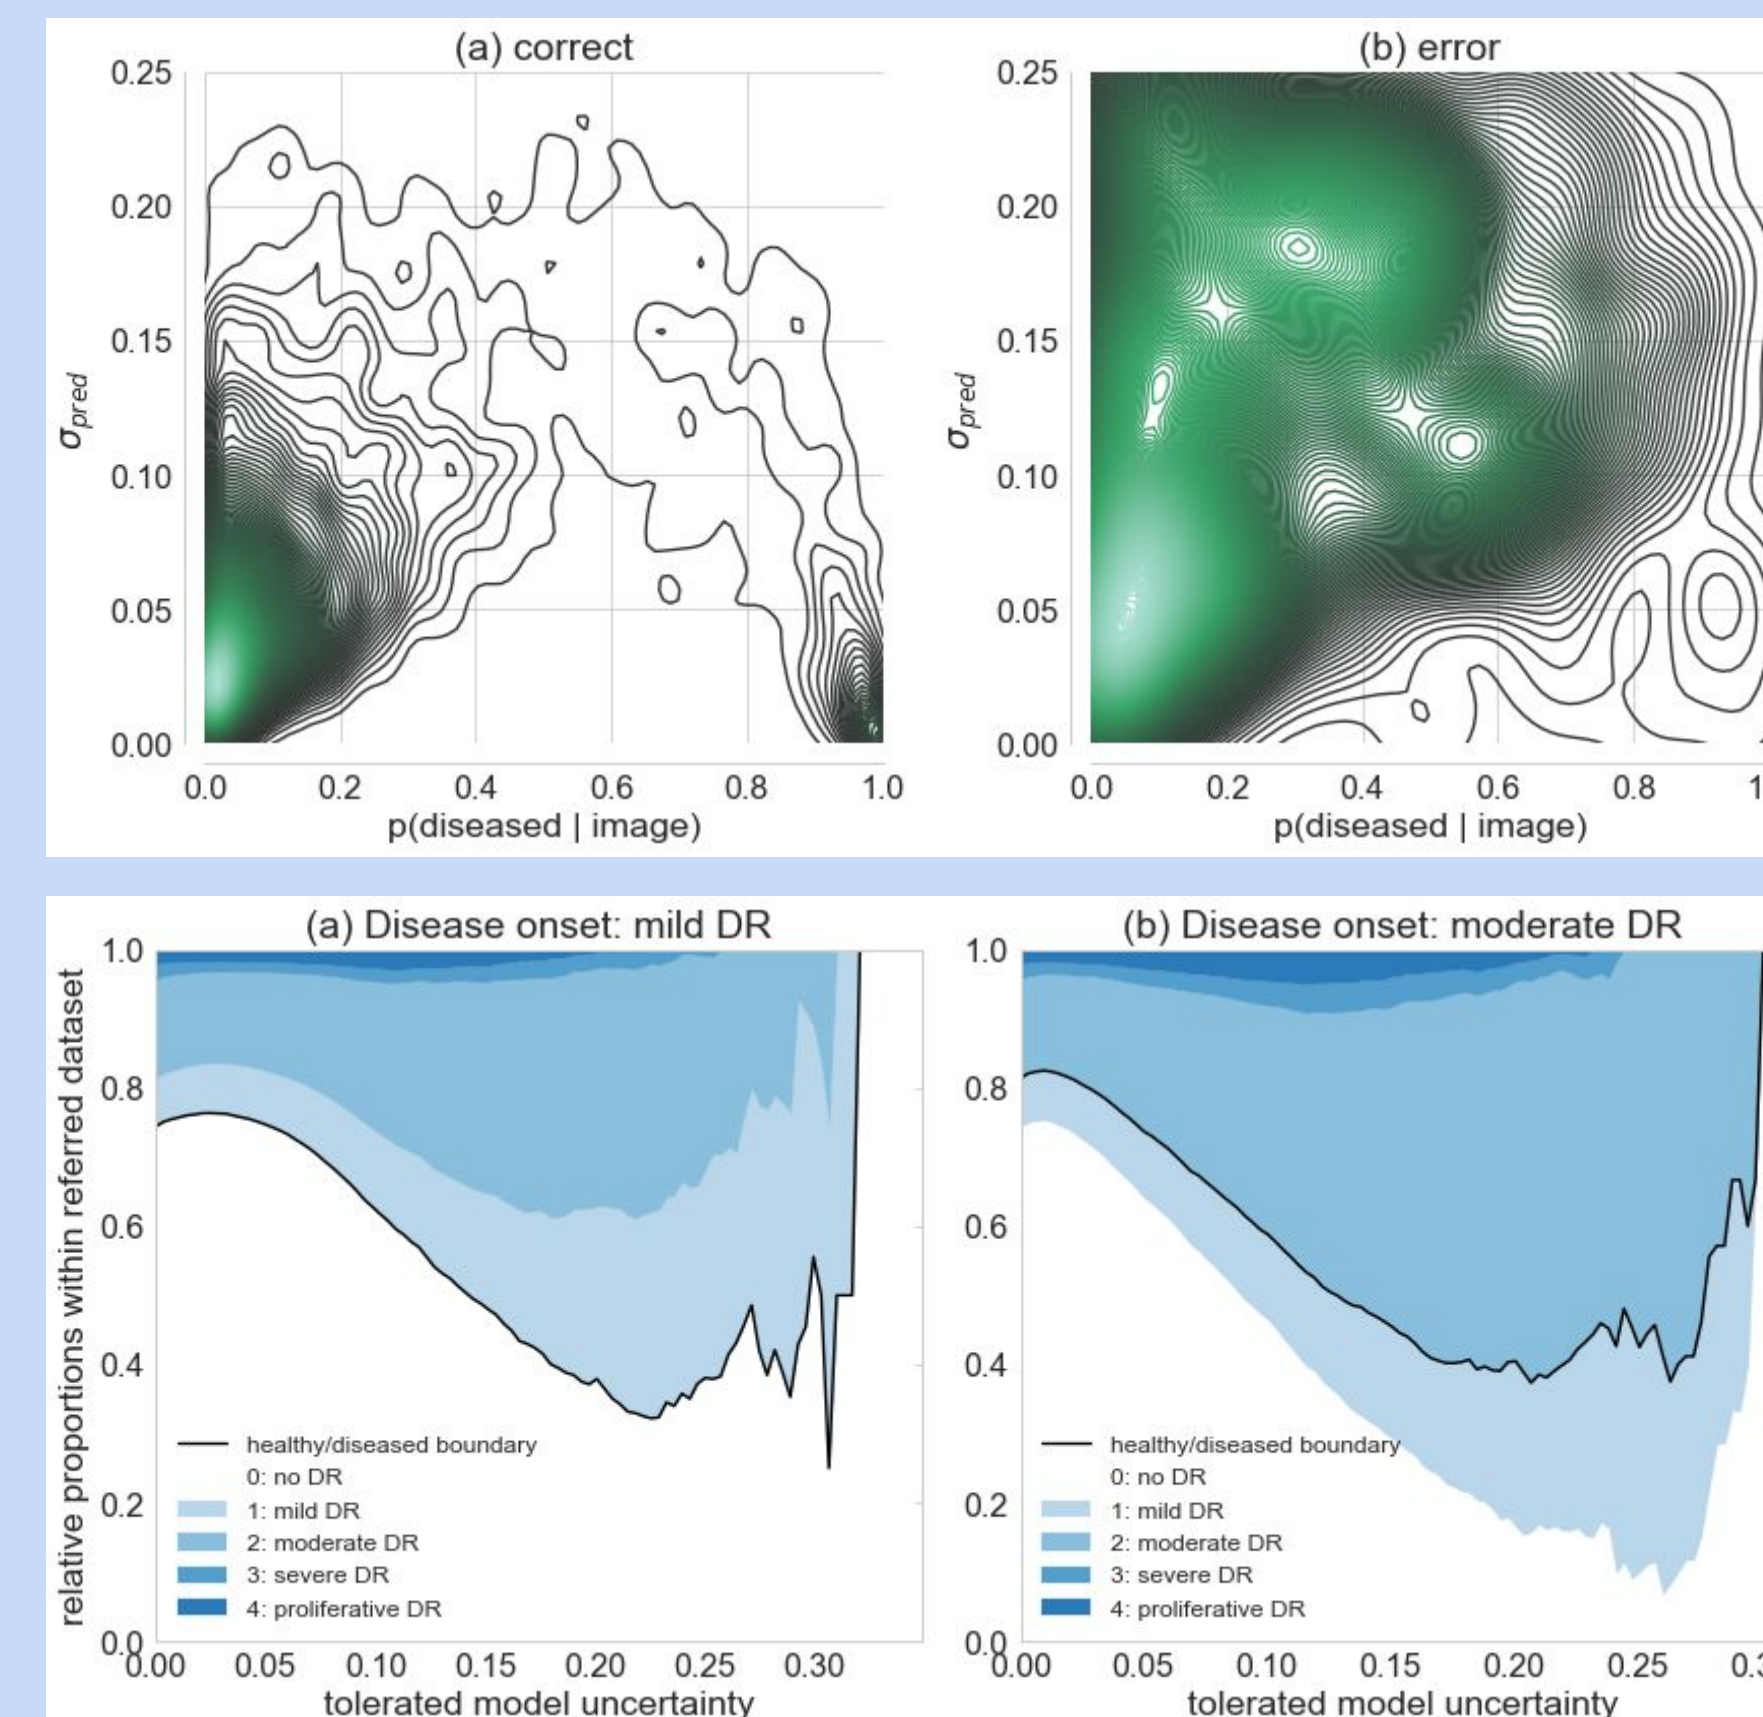 (a) correct
0.25
0.20
0.15
0.10
0.05
0.00
σpred
0.0 0.2 0.4 0.6 0.8 1.0
p(diseased | image)
(b) error
0.25
0.20
0.15
0.10
0.05
0.00
σpred
0.0 0.2 0.4 0.6 0.8
p(diseased | image)
(a) Disease onset: mild DR
relative proportions within referred dataset
1.0
0.8
0.6
0.4
0.2
0.0
healthy/diseased boundary
0: no DR
1: mild DR
2: moderate DR
3: severe DR
4: proliferative DR
0.00 0.05 0.10 0.15 0.20 0.25 0.30
tolerated model uncertainty
(b) Disease onset: moderate DR
1.0
0.8
0.6
0.4
0.2
0.0
healthy/diseased boundary
0: no DR
1: mild DR
2: moderate DR
3: severe DR
4: proliferative DR
0.00 0.05 0.10 0.15 0.20 0.25
tolerated model uncertainty